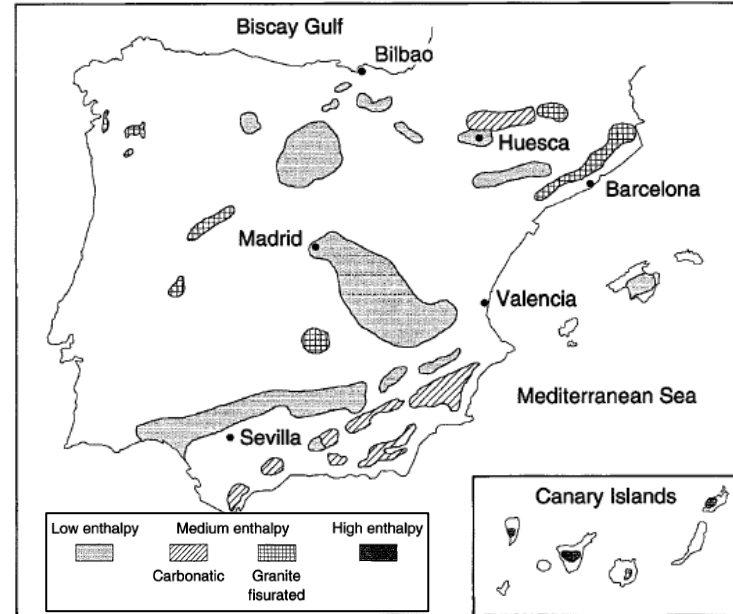 Biscay Gulf
Bilbao
Huesca
Barcelona
Madrid
Valencia
Mediterranean Sea
Sevilla
Canary Islands
Low enthalpy Medium enthalpy High enthalpy
Carbonatic Granite
fisurated